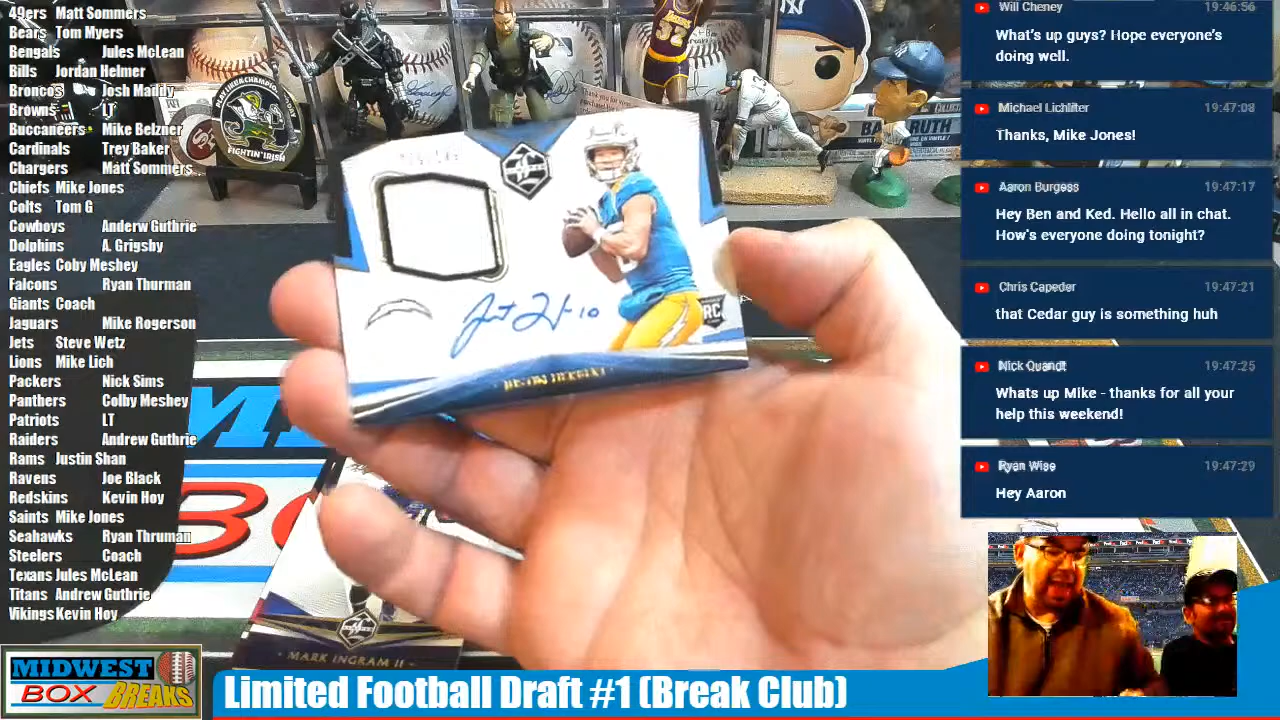 49ers Matt Sommers
Bears Tom Myers
Bengals Jules McLean
Bills Jordan Helmer
Broncos Josh Maddy
Browns LT
Buccaneers Mike Belzner
Cardinals Trey Baker
Chargers Matt Sommers
Chiefs Mike Jones
Colts Tom G
Cowboys Anderw Guthrie
Dolphins A. Grigsby
Eagles Coby Meshey
Falcons Ryan Thurman
Giants Coach
Jaguars Mike Rogerson
Jets Steve Wetz
Lions Mike Lich
Packers Nick Sims
Panthers Colby Meshey
Patriots LT
Raiders Andrew Guthrie
Rams Justin Shan
Ravens Joe Black
Redskins Kevin Hoy
Saints Mike Jones
Seahawks Ryan Thruman
Steelers Coach
Texans Jules McLean
Titans Andrew Guthrie
Vikings Kevin Hoy
MIDWEST
BOX BREAKS
FIGHTIN' IRISH
32
BABE RUTH
RC
10
MARK INGRAM II
Limited Football Draft #1 (Break Club)
Will Cheney 19:46:56
What's up guys? Hope everyone's
doing well.
Michael Lichliter 19:47:08
Thanks, Mike Jones!
Aaron Burgess 19:47:17
Hey Ben and Ked. Hello all in chat.
How's everyone doing tonight?
Chris Capeder 19:47:21
that Cedar guy is something huh
Nick Quandt 19:47:25
Whats up Mike - thanks for all your
help this weekend!
Ryan Wise 19:47:29
Hey Aaron